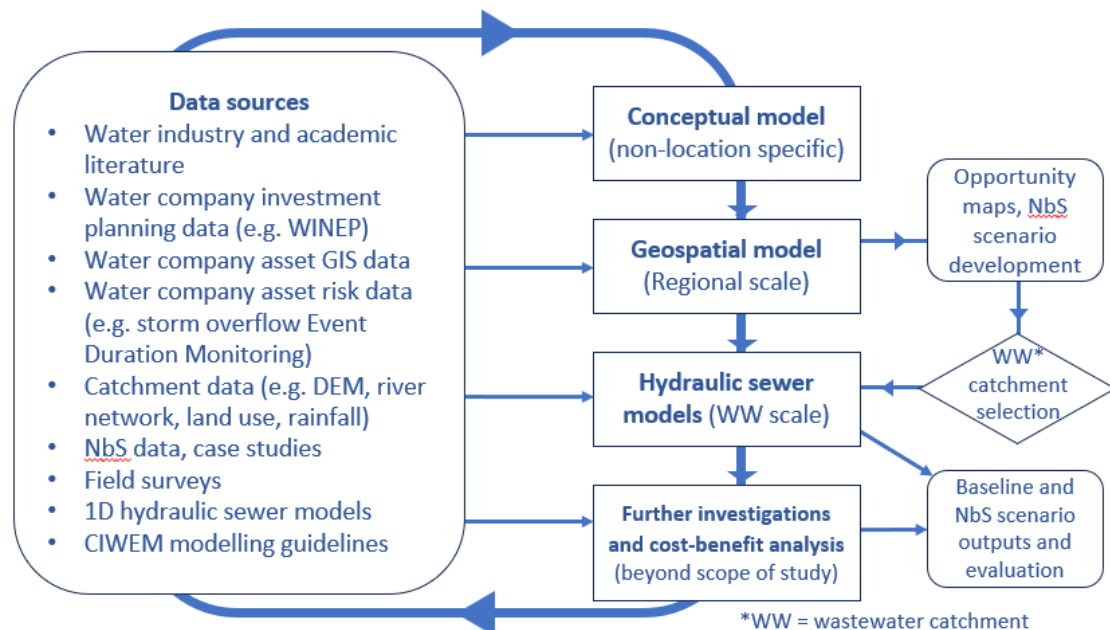 Data sources
• Water industry and academic
literature
• Water company investment
planning data (e.g. WINEP)
• Water company asset GIS data
• Water company asset risk data
(e.g. storm overflow Event
Duration Monitoring)
• Catchment data (e.g. DEM, river
network, land use, rainfall)
• NbS data, case studies
• Field surveys
• 1D hydraulic sewer models
• CIWEM modelling guidelines
Conceptual model
(non-location specific)
Geospatial model
(Regional scale)
Opportunity
maps, NbS
scenario
development
WW*
catchment
selection
Hydraulic sewer
models (WW scale)
Further investigations
and cost-benefit analysis
(beyond scope of study)
Baseline and
NbS scenario
outputs and
evaluation
*WW = wastewater catchment